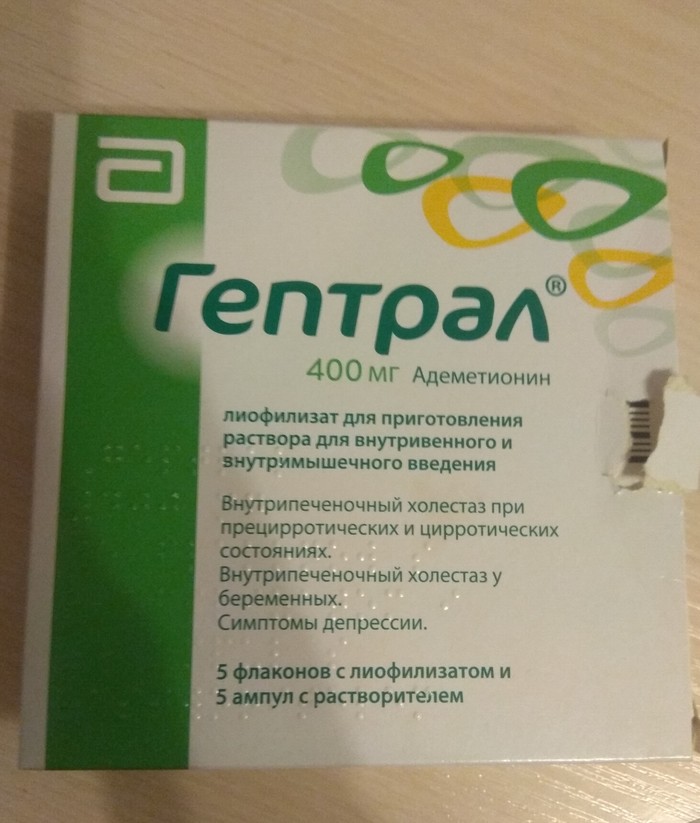 Гептрал®
400 мг Адеметионин
лиофилизат для приготовления
раствора для внутривенного и
внутримышечного введения
Внутрипеченочный холестаз при
прецирротических и цирротических
состояниях.
Внутрипеченочный холестаз у
беременных.
Симптомы депрессии.
5 флаконов с лиофилизатом и
5 ампул с растворителем